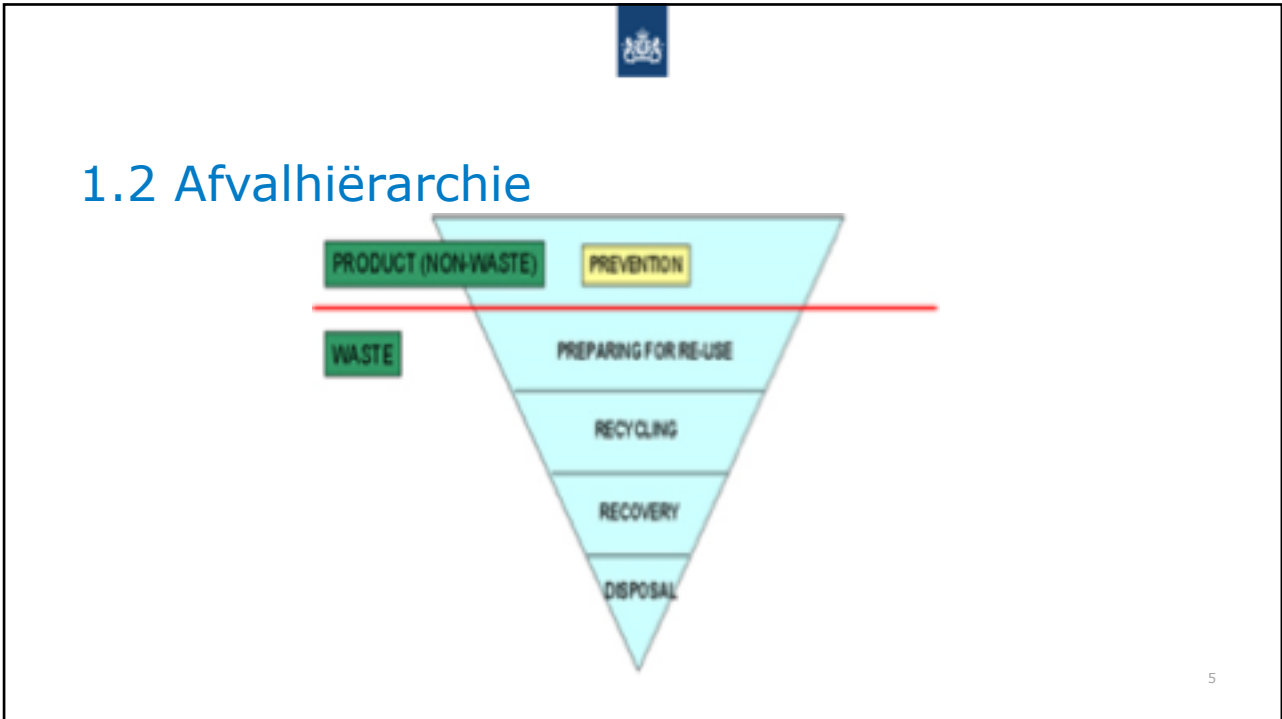 1.2 Afvalhiërarchie
PRODUCT (NON-WASTE)
PREVENTION
WASTE
PREPARING FOR RE-USE
RECYCLING
RECOVERY
DISPOSAL
5